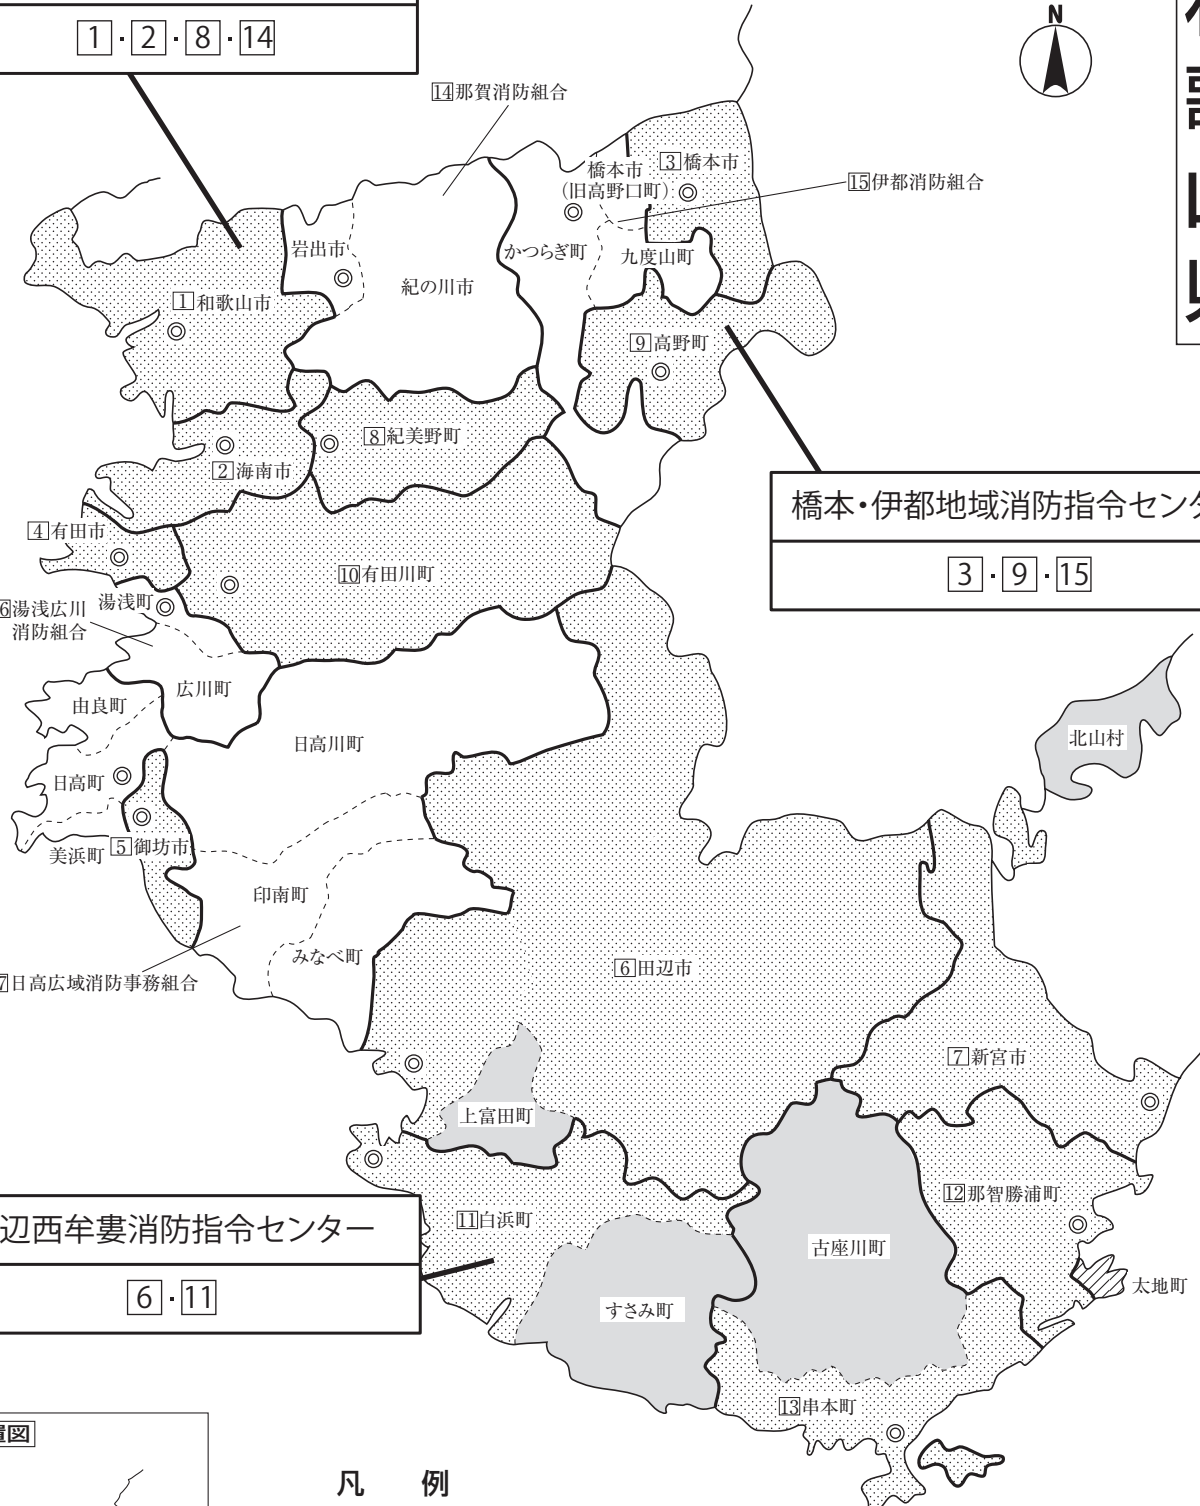 1・2・8・14
N
14那賀消防組合
橋本市
(旧高野口町)
3橋本市
15伊都消防組合
岩出市
かつらぎ町
九度山町
紀の川市
1和歌山市
9高野町
8紀美野町
2海南市
橋本・伊都地域消防指令セン
3・9・15
4有田市
10有田川町
湯浅町
湯浅広川
消防組合
広川町
由良町
日高川町
北山村
日高町
美浜町
5御坊市
印南町
みなべ町
6田辺市
日高広域消防事務組合
7新宮市
上富田町
12那智勝浦町
辺西牟婁消防指令センター
11白浜町
6・11
古座川町
太地町
すさみ町
13串本町
置図
凡 例